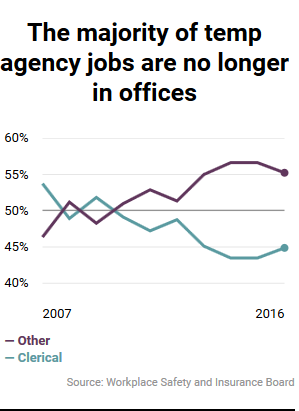 The majority of temp
agency jobs are no longer
in offices
60%
55%
50%
45%
40%
2007 2016
— Other
— Clerical
Source: Workplace Safety and Insurance Board